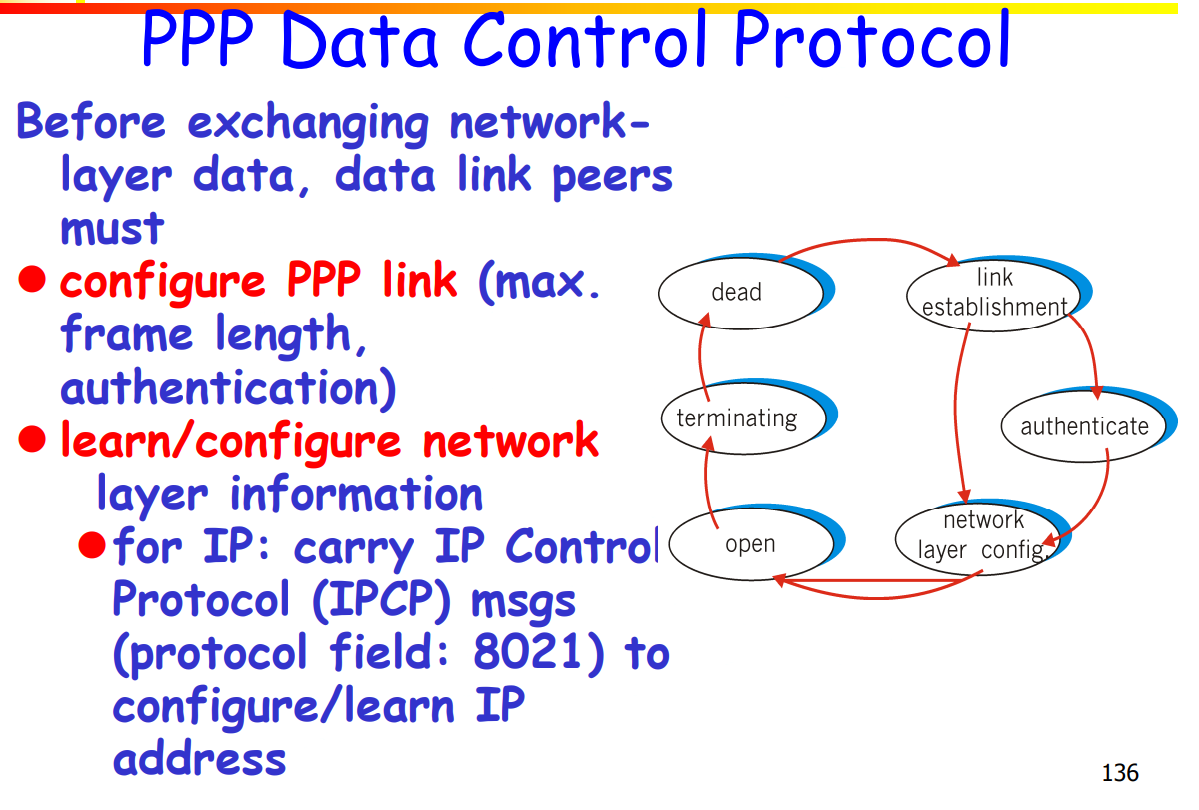 PPP Data Control Protocol
Before exchanging network-
layer data, data link peers
must
configure PPP link (max.
frame length,
authentication)
learn/configure network
layer information
for IP: carry IP Control
Protocol (IPCP) msgs
(protocol field: 8021) to
configure/learn IP
address
dead
link
establishment
terminating
authenticate
open
network
layer config.
136